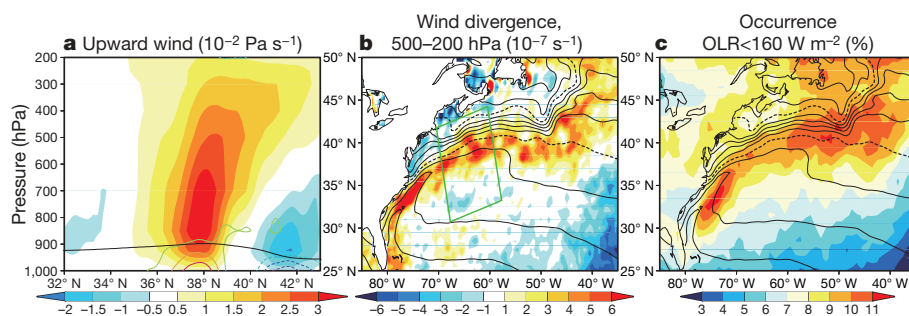 a Upward wind (10⁻² Pa s⁻¹)
Wind divergence,
b 500–200 hPa (10⁻⁷ s⁻¹)
Occurrence
c OLR<160 W m⁻² (%)
Pressure (hPa)
200
300
400
500
600
700
800
900
1,000
32° N 34° N 36° N 38° N 40° N 42° N
–2 –1.5 –1 –0.5 0.5 1 1.5 2 2.5 3
50° N
45° N
40° N
35° N
30° N
25° N
80° W 70° W 60° W 50° W 40° W
–6 –5 –4 –3 –2 –1 1 2 3 4 5 6
50° N
45° N
40° N
35° N
30° N
25° N
80° W 70° W 60° W 50° W 40° W
3 4 5 6 7 8 9 10 11